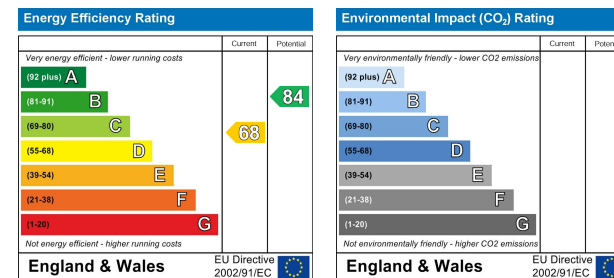 Energy Efficiency Rating
Current Potential
Very energy efficient - lower running costs
(92 plus) A
(81-91) B
(69-80) C
(55-68) D
(39-54) E
(21-38) F
(1-20) G
68
84
Not energy efficient - higher running costs
England & Wales
EU Directive
2002/91/EC
Environmental Impact (CO2) Rating
Current Poten
Very environmentally friendly - lower CO2 emissions
(92 plus) A
(81-91) B
(69-80) C
(55-68) D
(39-54) E
(21-38) F
(1-20) G
Not environmentally friendly - higher CO2 emissions
England & Wales
EU Directive
2002/91/EC